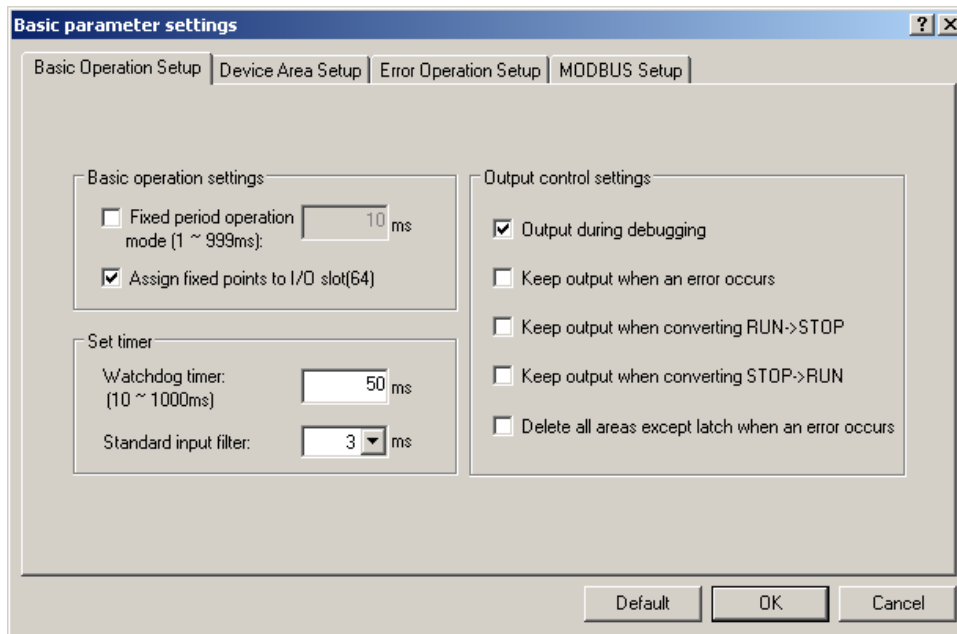 Basic parameter settings
Basic Operation Setup
Device Area Setup
Error Operation Setup
MODBUS Setup
Basic operation settings
Fixed period operation
mode (1 ~ 999ms):
10 ms
Assign fixed points to I/O slot(64)
Set timer
Watchdog timer:
(10 ~ 1000ms)
50 ms
Standard input filter:
3 ms
Output control settings
Output during debugging
Keep output when an error occurs
Keep output when converting RUN->STOP
Keep output when converting STOP->RUN
Delete all areas except latch when an error occurs
Default
OK
Cancel